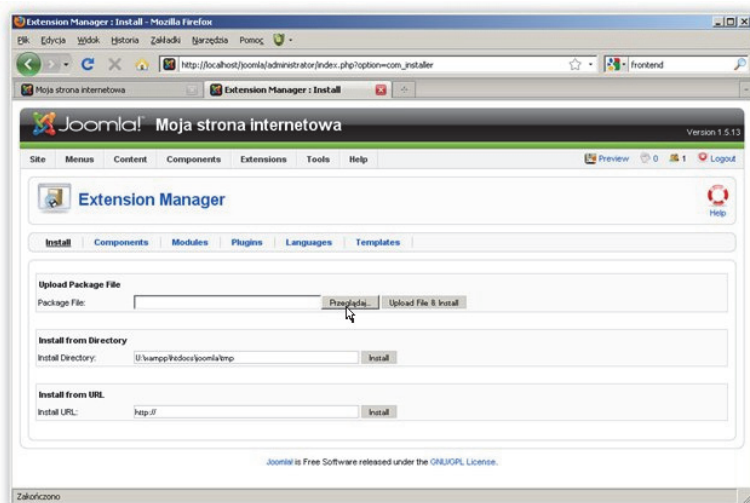 Extension Manager : Install - Mozilla Firefox
Plik Edycja Widok Historia Zakładki Narzędzia Pomoc
http://localhost/joomla/administrator/index.php?option=com_installer
frontend
Moja strona internetowa
Extension Manager : Install
Joomla! Moja strona internetowa
Version 1.5.13
Site Menus Content Components Extensions Tools Help
Preview 0 1 Logout
Extension Manager
Help
Install Components Modules Plugins Languages Templates
Upload Package File
Package File: Przeglądaj... Upload File & Install
Install from Directory
Install Directory: U:\xampp\htdocs\joomla\tmp Install
Install from URL
Install URL: http:// Install
Joomla! is Free Software released under the GNU/GPL License.
Zakończono